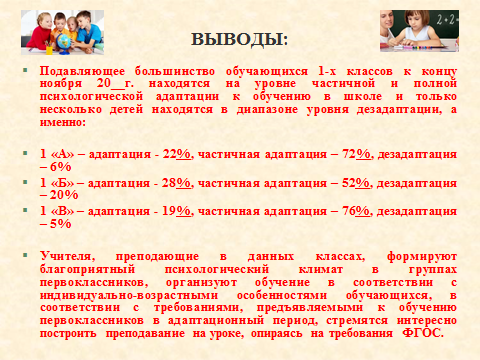 ВЫВОДЫ:
Подавляющее большинство обучающихся 1-х классов к концу
ноября 20__г. находятся на уровне частичной и полной
психологической адаптации к обучению в школе и только
несколько детей находятся в диапазоне уровня дезадаптации, а
именно:
1 «А» – адаптация - 22%, частичная адаптация – 72%, дезадаптация
– 6%
1 «Б» – адаптация - 28%, частичная адаптация – 52%, дезадаптация
– 20%
1 «В» – адаптация - 19%, частичная адаптация – 76%, дезадаптация
– 5%
Учителя, преподающие в данных классах, формируют
благоприятный психологический климат в группах
первоклассников, организуют обучение в соответствии с
индивидуально-возрастными особенностями обучающихся, в
соответствии с требованиями, предъявляемыми к обучению
первоклассников в адаптационный период, стремятся интересно
построить преподавание на уроке, опираясь на требования ФГОС.